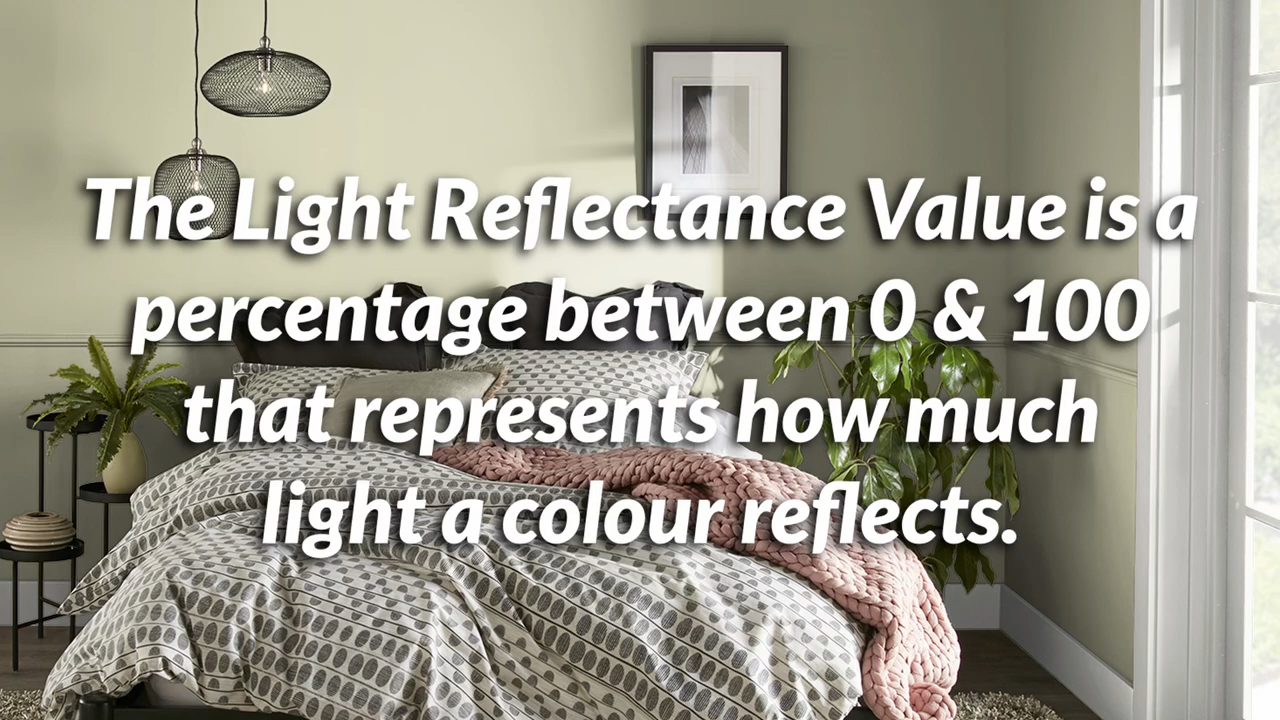 The Light Reflectance Value is a
percentage between 0 & 100
that represents how much
light a colour reflects.